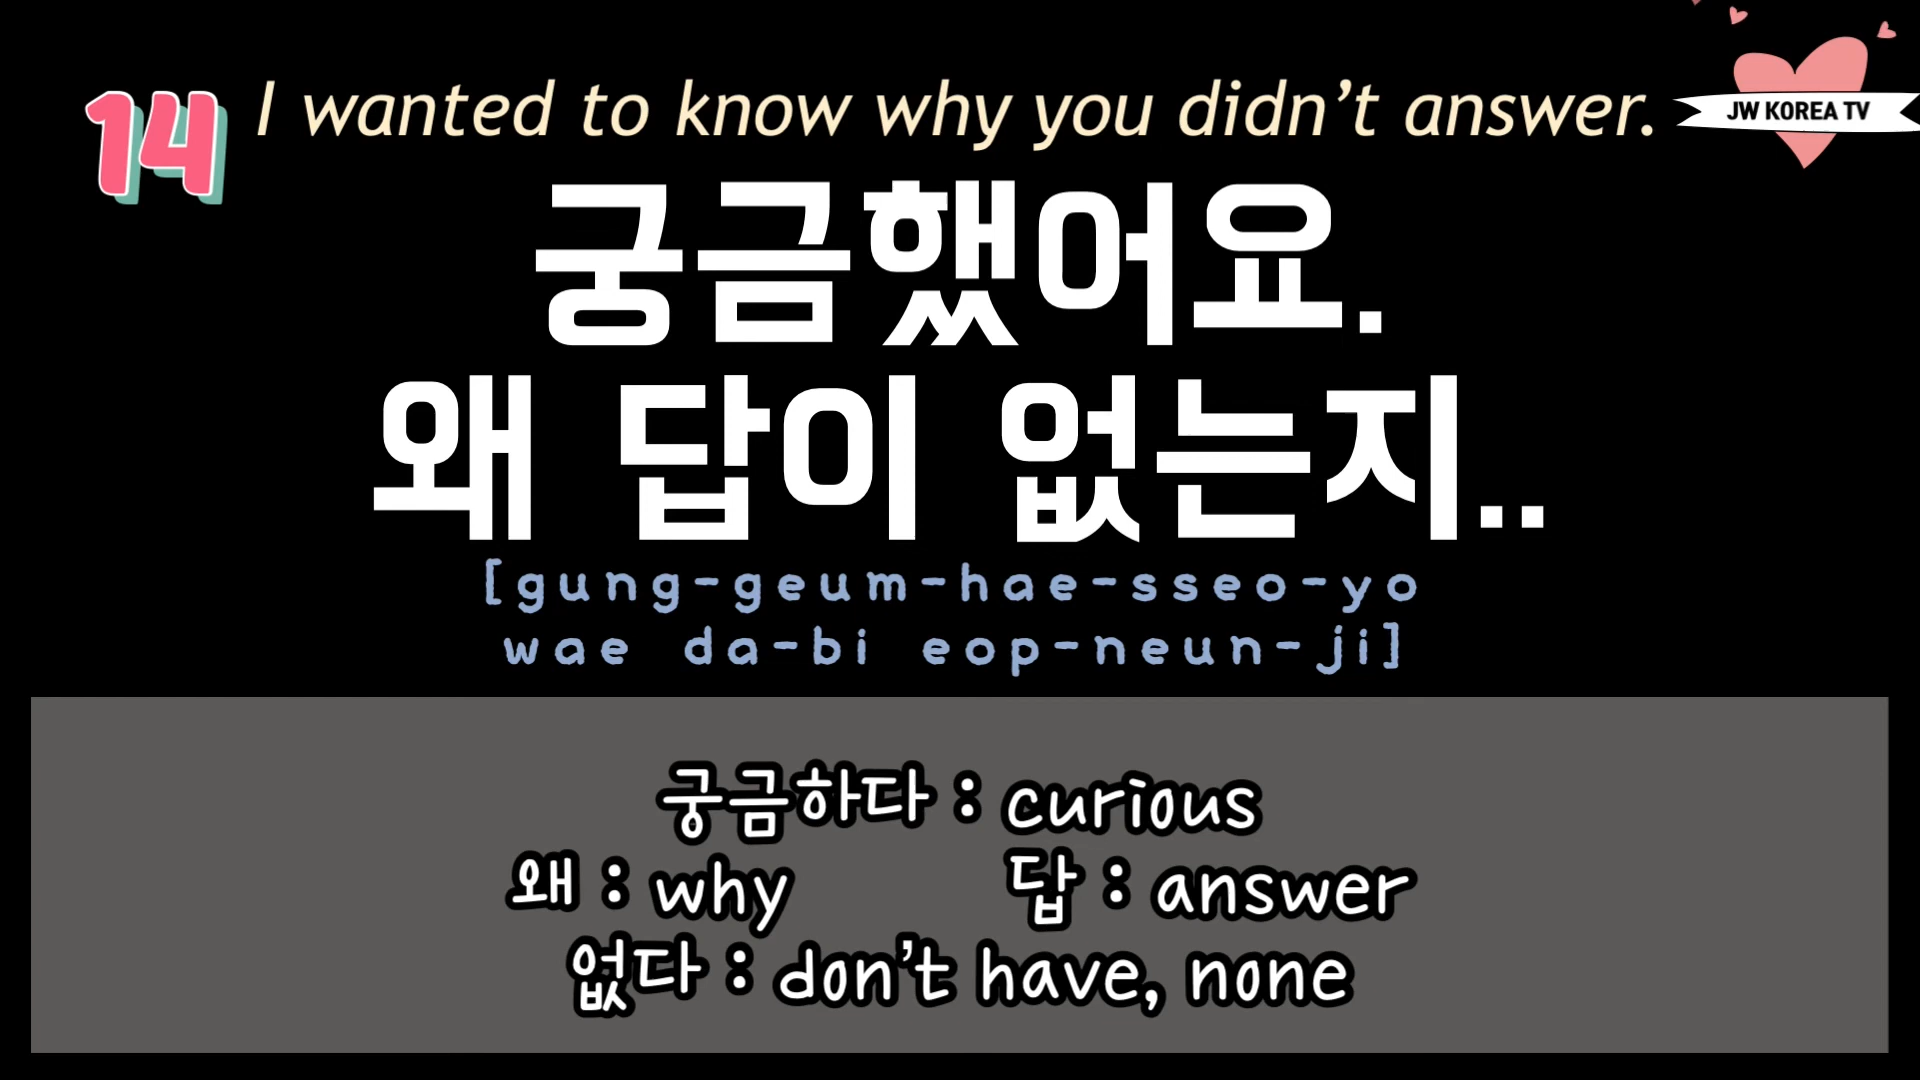 14
I wanted to know why you didn't answer.
JW KOREA TV
궁금했어요.
왜 답이 없는지..
[gung-geum-hae-sseo-yo
wae da-bi eop-neun-ji]
궁금하다 : curious
왜 : why 답 : answer
없다 : don't have, none